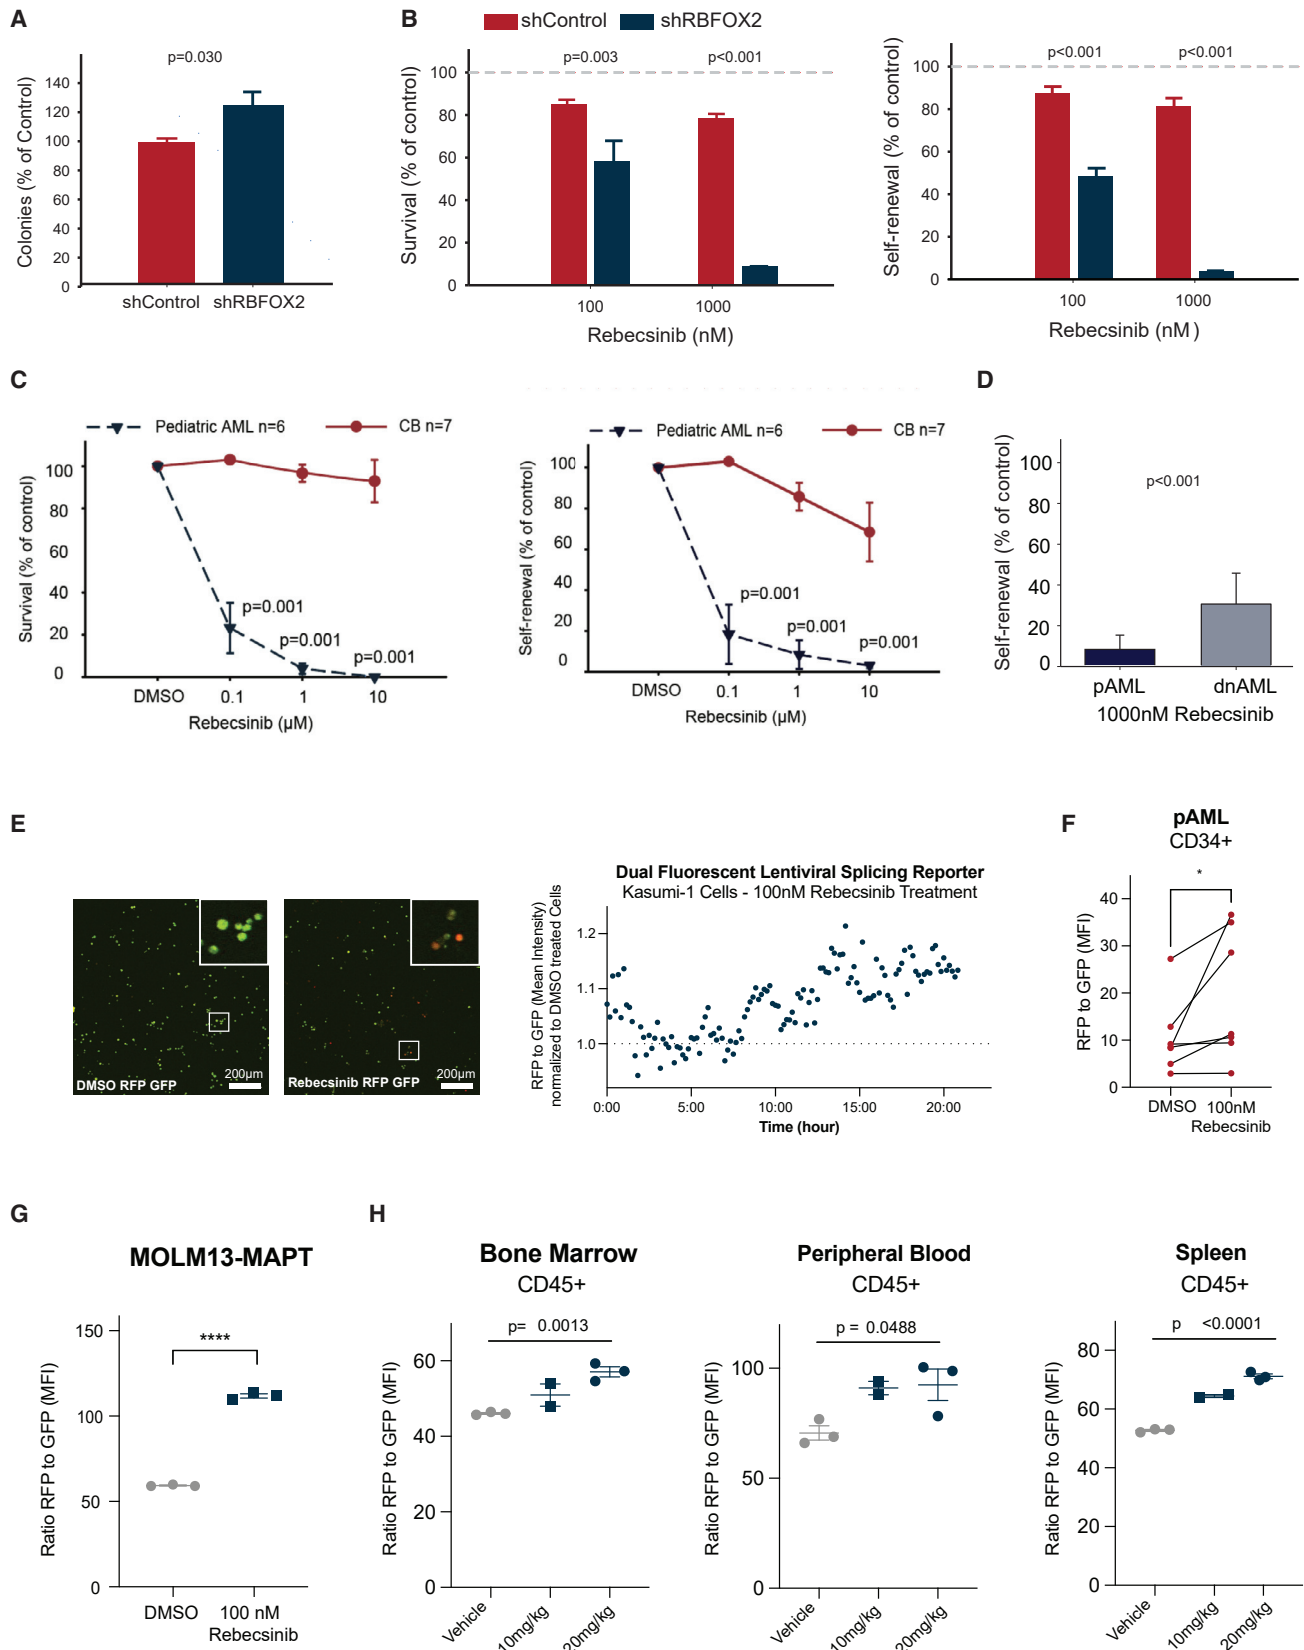 A
p=0.030
Colonies (% of Control)
140
120
100
80
60
40
20
0
shControl shRBFOX2
B
shControl shRBFOX2
p=0.003 p<0.001
Survival (% of control)
100
80
60
40
20
0
100 1000
Rebecsinib (nM)
p<0.001 p<0.001
Self-renewal (% of control)
100
80
60
40
20
0
100 1000
Rebecsinib (nM)
C
Pediatric AML n=6 CB n=7
Survival (% of control)
100
80
60
40
20
0
p=0.001
p=0.001
p=0.001
DMSO 0.1 1 10
Rebecsinib (µM)
Pediatric AML n=6 CB n=7
Self-renewal (% of control)
100
80
60
40
20
0
p=0.001
p=0.001
p=0.001
DMSO 0.1 1 10
Rebecsinib (µM)
D
Self-renewal (% of control)
100
80
60
40
20
0
p<0.001
pAML dnAML
1000nM Rebecsinib
E
DMSO RFP GFP 200µm
Rebecsinib RFP GFP 200µm
Dual Fluorescent Lentiviral Splicing Reporter
Kasumi-1 Cells - 100nM Rebecsinib Treatment
RFP to GFP (Mean Intensity)
normalized to DMSO treated Cells
1.2
1.1
1.0
0:00 5:00 10:00 15:00 20:00
Time (hour)
F
pAML
CD34+
*
RFP to GFP (MFI)
40
30
20
10
0
DMSO 100nM
Rebecsinib
G
MOLM13-MAPT
****
Ratio RFP to GFP (MFI)
150
100
50
0
DMSO 100 nM
Rebecsinib
H
Bone Marrow
CD45+
p= 0.0013
Ratio RFP to GFP (MFI)
60
40
20
0
Vehicle 10mg/kg 20mg/kg
Peripheral Blood
CD45+
p = 0.0488
Ratio RFP to GFP (MFI)
100
50
0
Vehicle 10mg/kg 20mg/kg
Spleen
CD45+
p <0.0001
Ratio RFP to GFP (MFI)
80
60
40
20
0
Vehicle 10mg/kg 20mg/kg